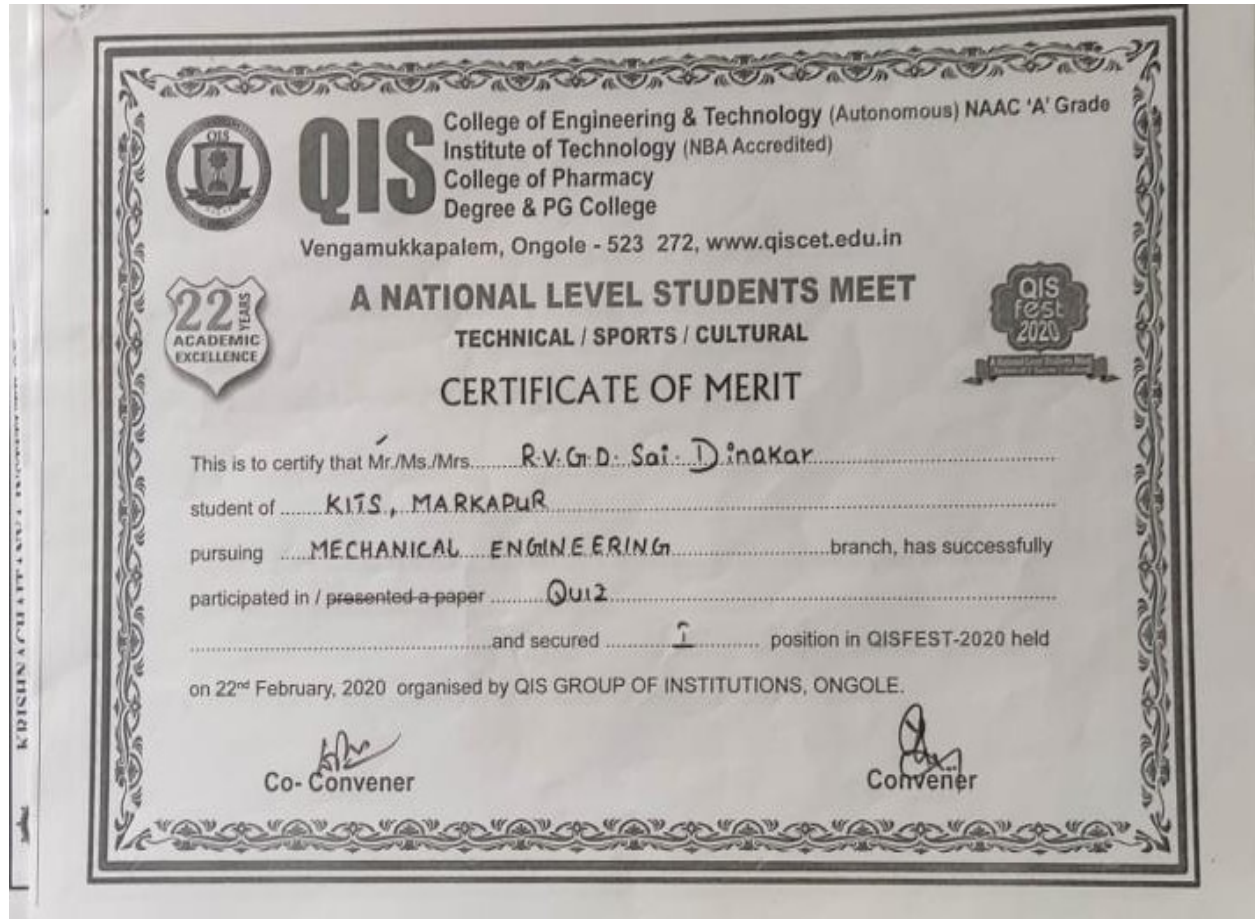 QIS
QIS
College of Engineering & Technology (Autonomous) NAAC 'A' Grade
Institute of Technology (NBA Accredited)
College of Pharmacy
Degree & PG College
Vengamukkapalem, Ongole - 523 272, www.qiscet.edu.in
22 YEARS
ACADEMIC
EXCELLENCE
A NATIONAL LEVEL STUDENTS MEET
TECHNICAL / SPORTS / CULTURAL
CERTIFICATE OF MERIT
QIS
fest
2020
This is to certify that Mr./Ms./Mrs. R.V.G.D. Sai Dinakar
student of KITS, MARKAPUR
pursuing MECHANICAL ENGINEERING branch, has successfully
participated in / presented a paper Quiz
and secured I position in QISFEST-2020 held
on 22nd February, 2020 organised by QIS GROUP OF INSTITUTIONS, ONGOLE.
Co- Convener
Convener